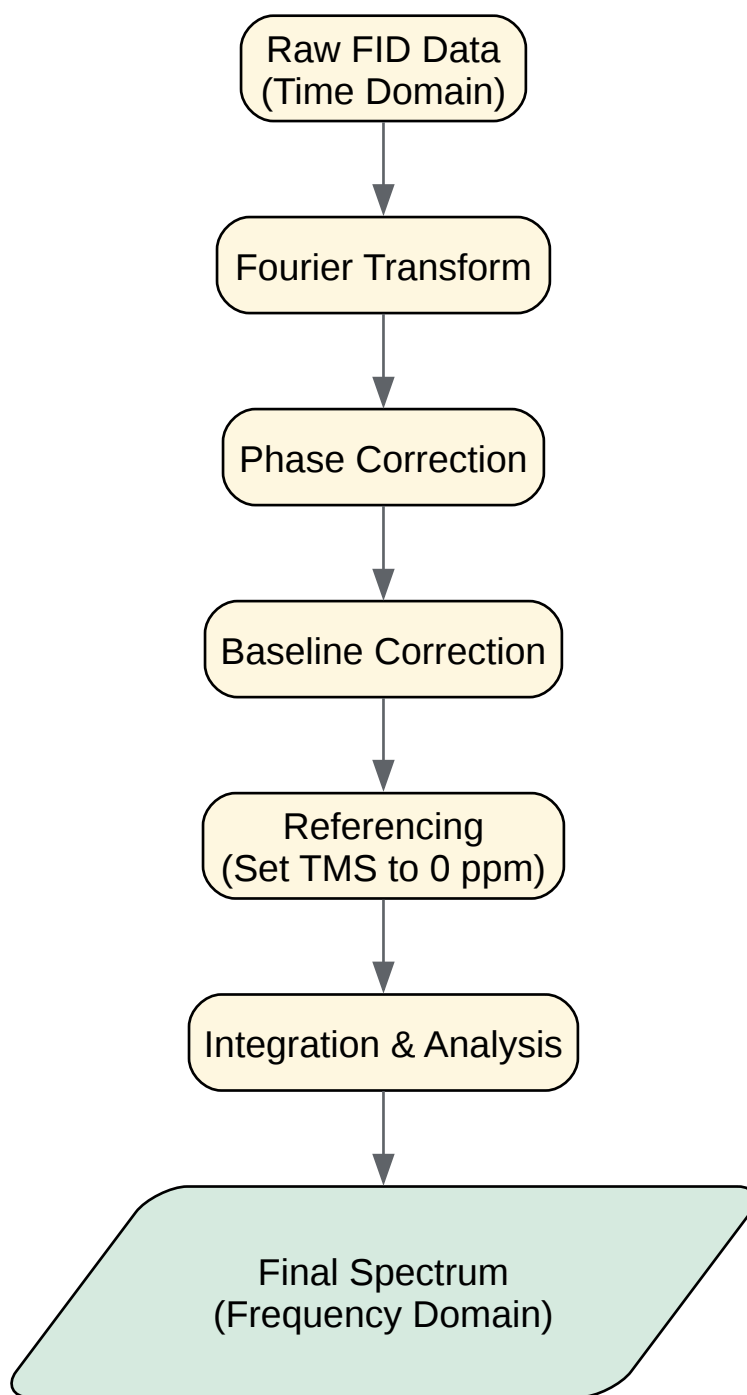 Raw FID Data
(Time Domain)
Fourier Transform
Phase Correction
Baseline Correction
Referencing
(Set TMS to 0 ppm)
Integration & Analysis
Final Spectrum
(Frequency Domain)